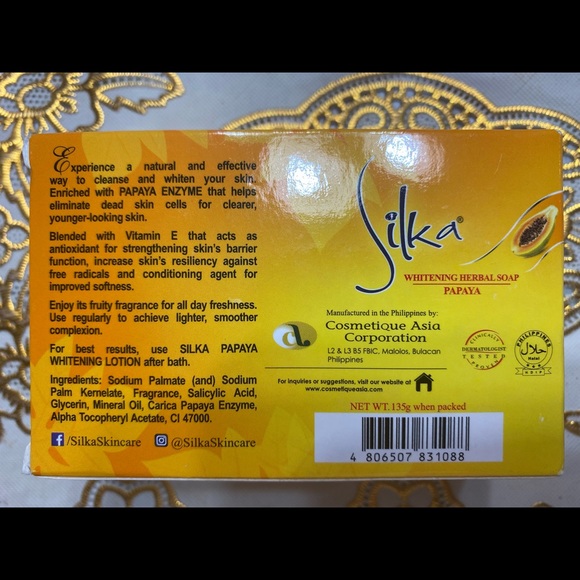 Experience a natural and effective
way to cleanse and whiten your skin.
Enriched with PAPAYA ENZYME that helps
eliminate dead skin cells for clearer,
younger-looking skin.
Blended with Vitamin E that acts as
antioxidant for strengthening skin's barrier
function, increase skin's resiliency against
free radicals and conditioning agent for
improved softness.
Enjoy its fruity fragrance for all day freshness.
Use regularly to achieve lighter, smoother
complexion.
For best results, use SILKA PAPAYA
WHITENING LOTION after bath.
Ingredients: Sodium Palmate (and) Sodium
Palm Kernelate, Fragrance, Salicylic Acid,
Glycerin, Mineral Oil, Carica Papaya Enzyme,
Alpha Tocopheryl Acetate, CI 47000.
/SilkaSkincare @SilkaSkincare
Silka®
WHITENING HERBAL SOAP
PAPAYA
Manufactured in the Philippines by:
Cosmetique Asia
Corporation
L2 & L3 B5 FBIC, Malolos, Bulacan
Philippines
CLINICALLY
DERMATOLOGIST
TESTED
PROVEN
PHILIPPINES
حلال
Halal
For inquiries or suggestions, visit our website at
www.cosmetiqueasia.com
NET WT. 135g when packed
4 806507 831088